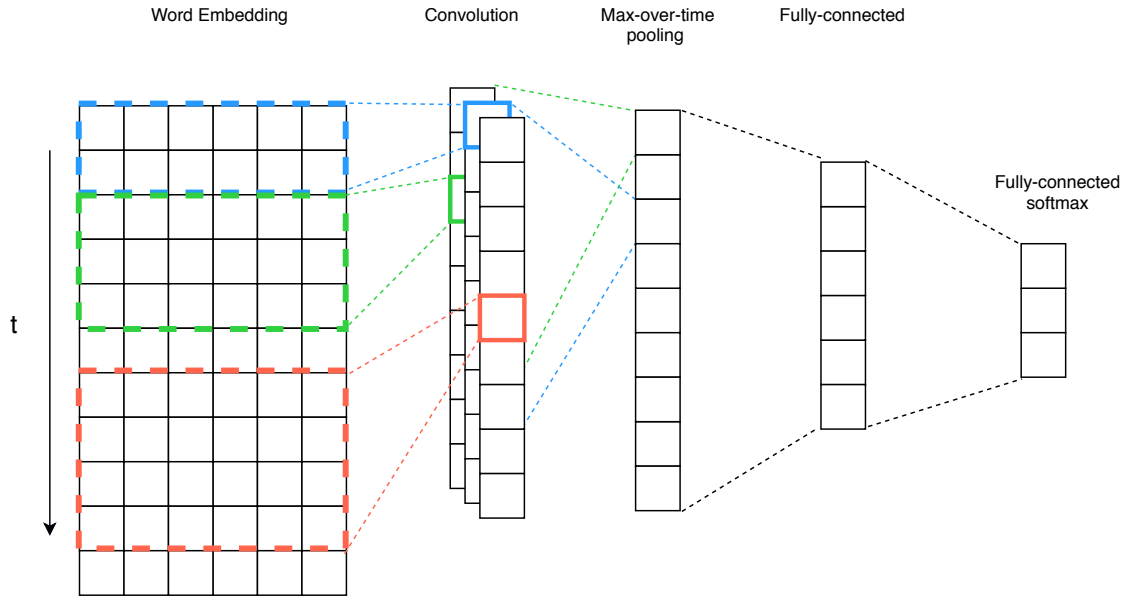 Word Embedding
Convolution
Max-over-time
pooling
Fully-connected
Fully-connected
softmax
t